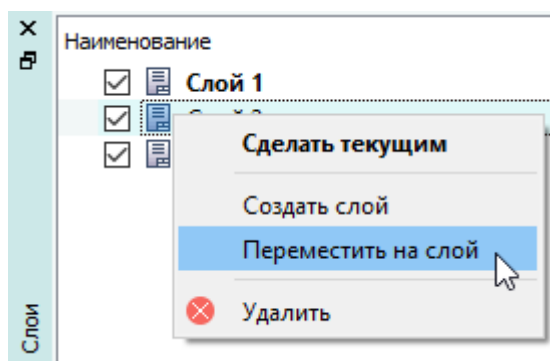 Наименование
Слой 1
Сделать текущим
Создать слой
Переместить на слой
Удалить
Слои